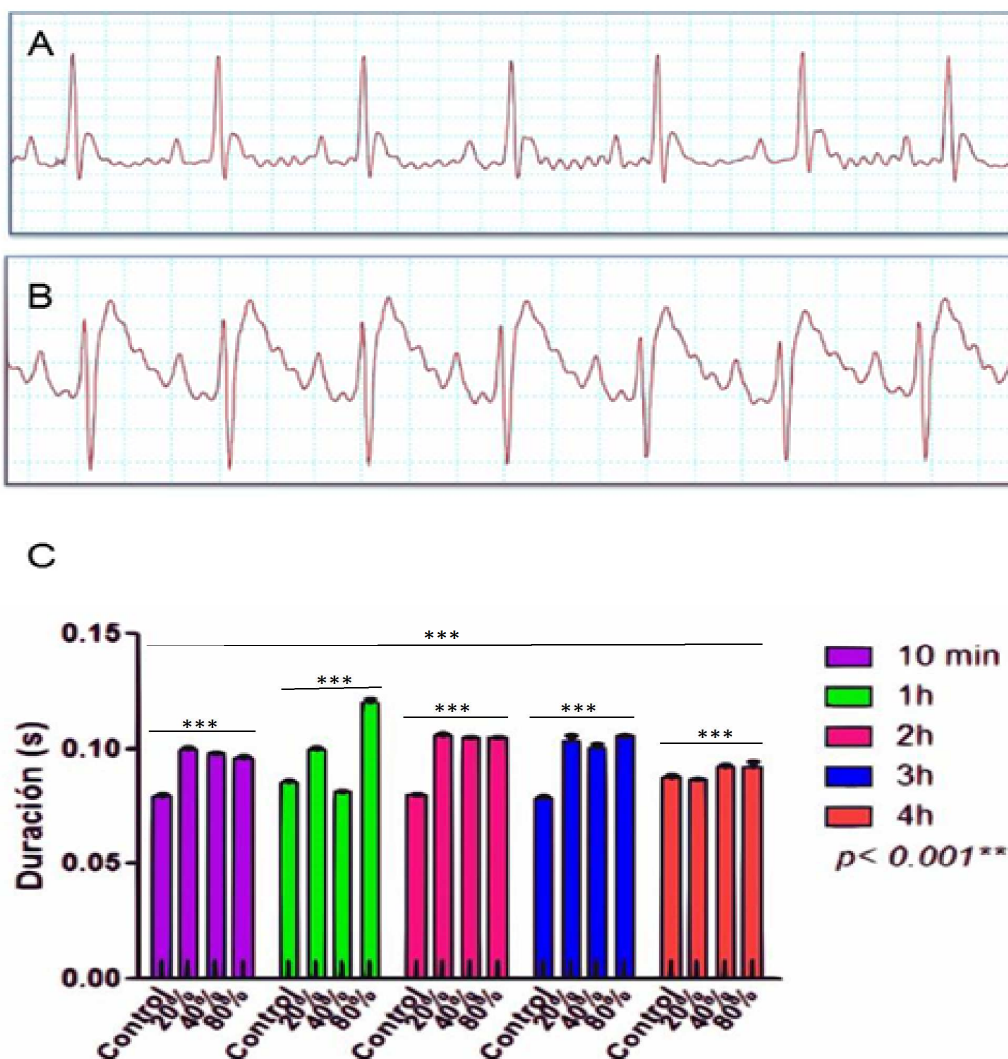 A
B
C
Duración (s)
0.15
0.10
0.05
0.00
***
***
***
***
***
***
10 min
1h
2h
3h
4h
p< 0.001**
Control 20% 40% 80% Control 20% 40% 80% Control 20% 40% 80% Control 20% 40% 80% Control 20% 40% 80%